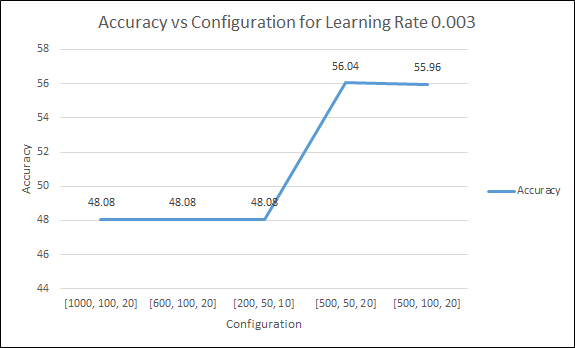 Accuracy vs Configuration for Learning Rate 0.003
58
56
54
52
50
48
46
44
Accuracy
48.08
48.08
48.08
56.04
55.96
[1000, 100, 20]
[600, 100, 20]
[200, 50, 10]
[500, 50, 20]
[500, 100, 20]
Configuration
Accuracy